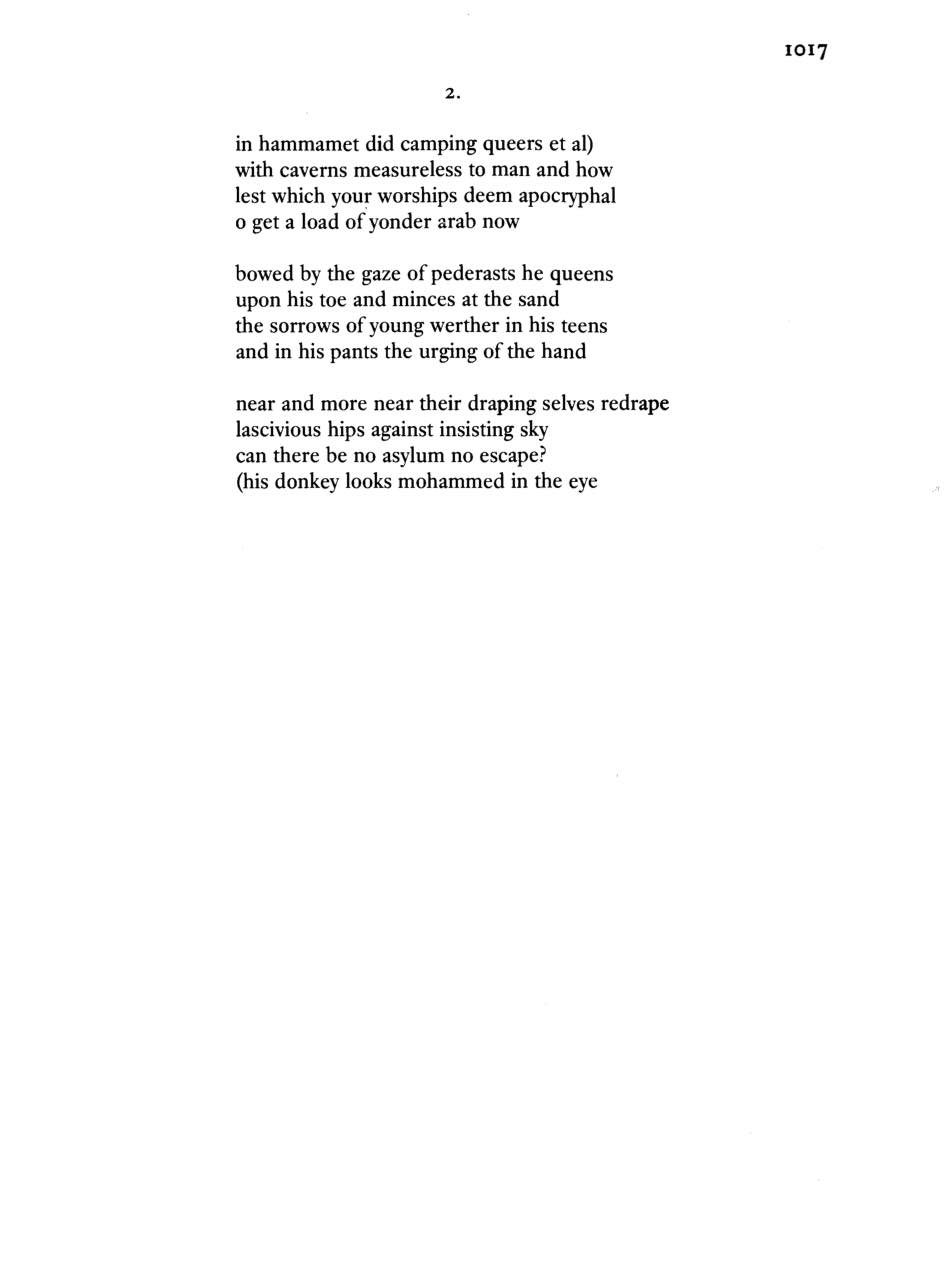 1017
2.
in hammamet did camping queers et al)
with caverns measureless to man and how
lest which your worships deem apocryphal
o get a load of yonder arab now
bowed by the gaze of pederasts he queens
upon his toe and minces at the sand
the sorrows of young werther in his teens
and in his pants the urging of the hand
near and more near their draping selves redrape
lascivious hips against insisting sky
can there be no asylum no escape?
(his donkey looks mohammed in the eye